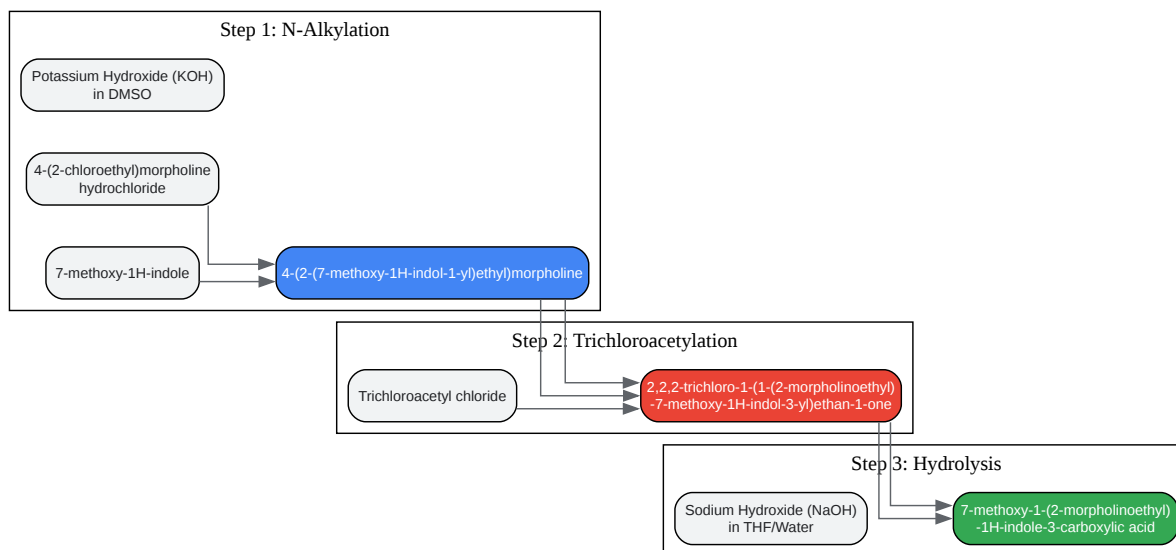 Step 1: N-Alkylation
Potassium Hydroxide (KOH)
in DMSO
4-(2-chloroethyl)morpholine
hydrochloride
7-methoxy-1H-indole
4-(2-(7-methoxy-1H-indol-1-yl)ethyl)morpholine
Step 2: Trichloroacetylation
Trichloroacetyl chloride
2,2,2-trichloro-1-(1-(2-morpholinoethyl)
-7-methoxy-1H-indol-3-yl)ethan-1-one
Step 3: Hydrolysis
Sodium Hydroxide (NaOH)
in THF/Water
7-methoxy-1-(2-morpholinoethyl)
-1H-indole-3-carboxylic acid